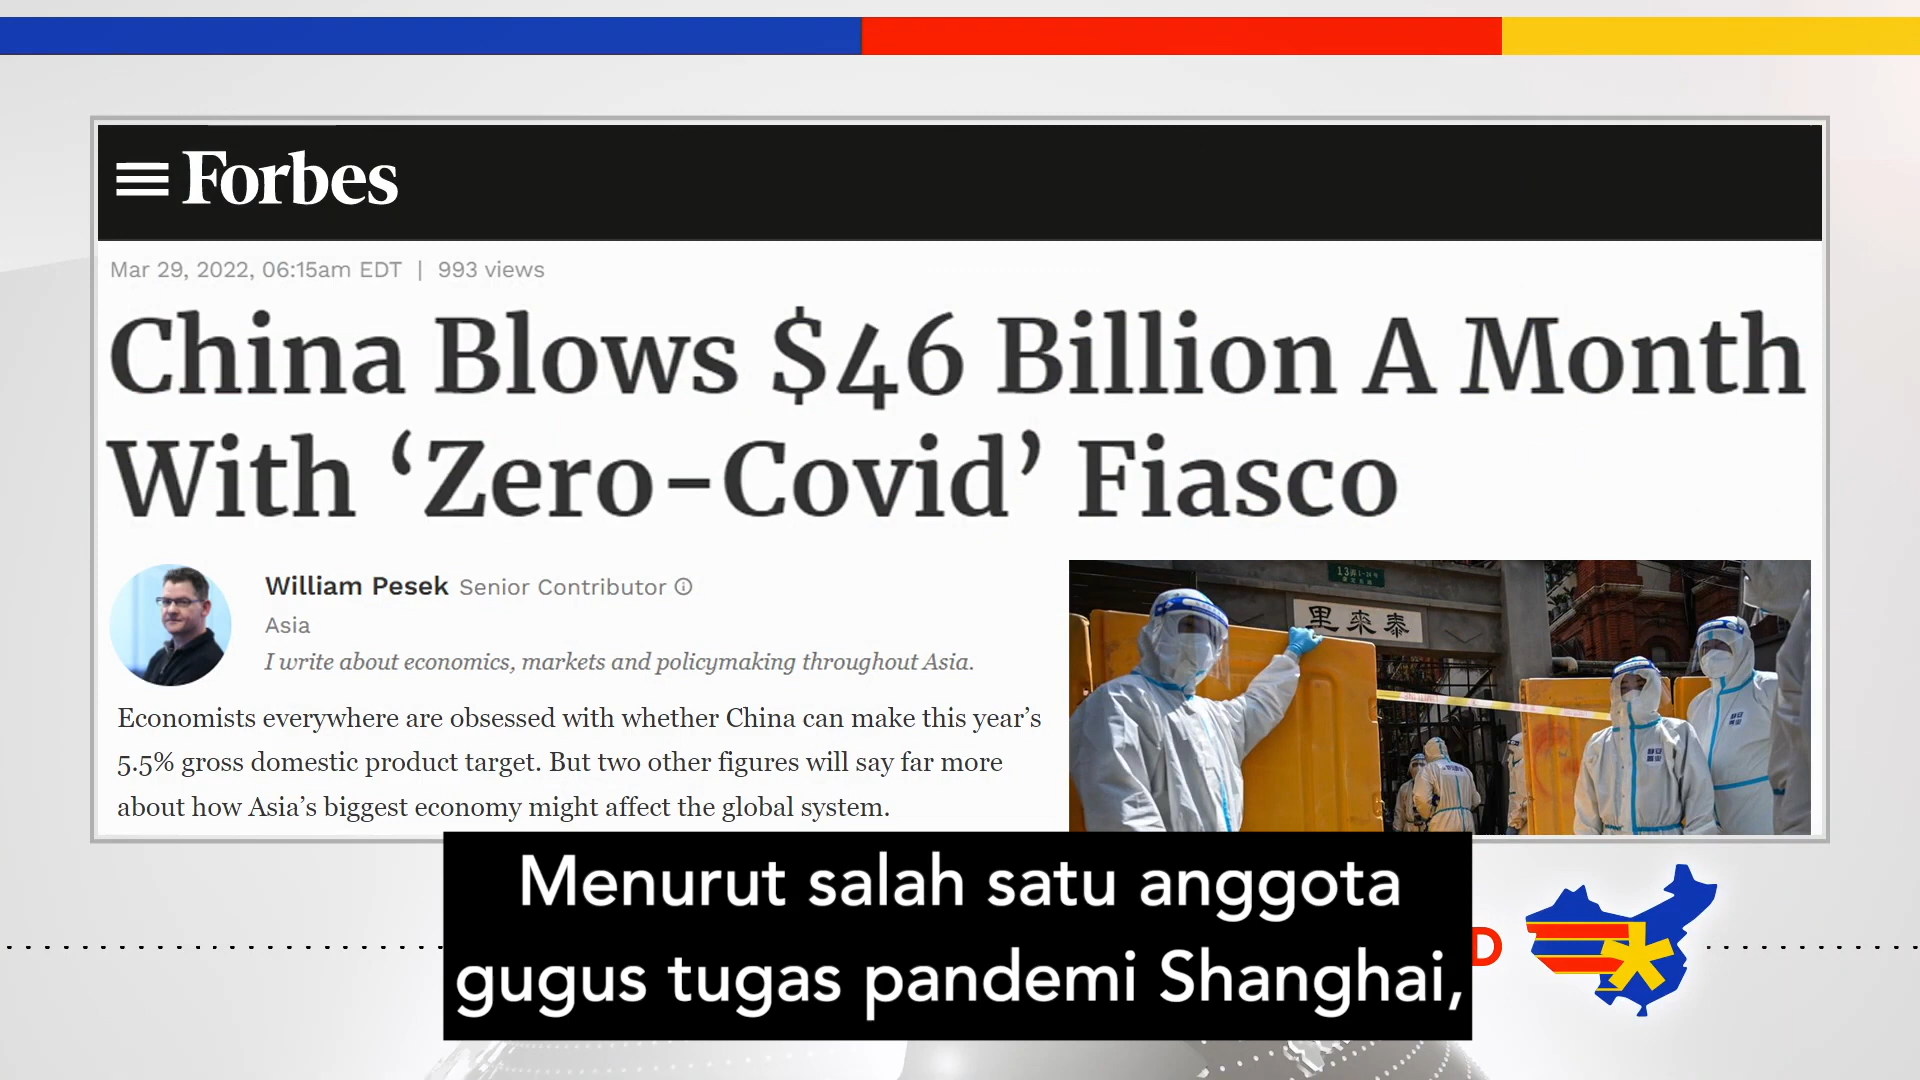 Forbes
Mar 29, 2022, 06:15am EDT | 993 views
China Blows $46 Billion A Month
With ‘Zero-Covid’ Fiasco
William Pesek Senior Contributor
Asia
I write about economics, markets and policymaking throughout Asia.
Economists everywhere are obsessed with whether China can make this year’s
5.5% gross domestic product target. But two other figures will say far more
about how Asia’s biggest economy might affect the global system.
里來泰
Menurut salah satu anggota
gugus tugas pandemi Shanghai,
D